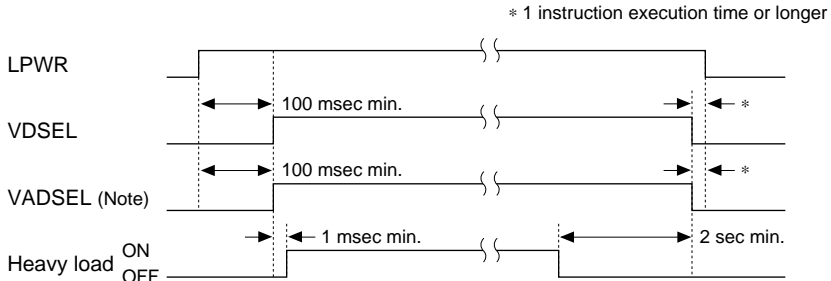 * 1 instruction execution time or longer
LPWR
100 msec min.
*
VDSEL
100 msec min.
*
VADSEL (Note)
1 msec min.
2 sec min.
Heavy load ON
OFF